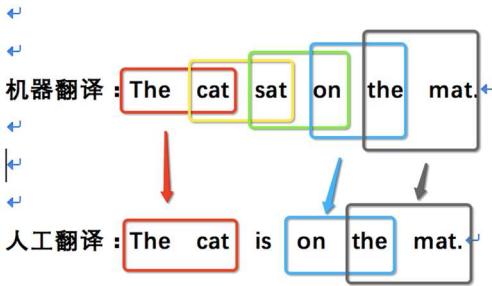 机器翻译：The cat sat on the mat.
人工翻译：The cat is on the mat.